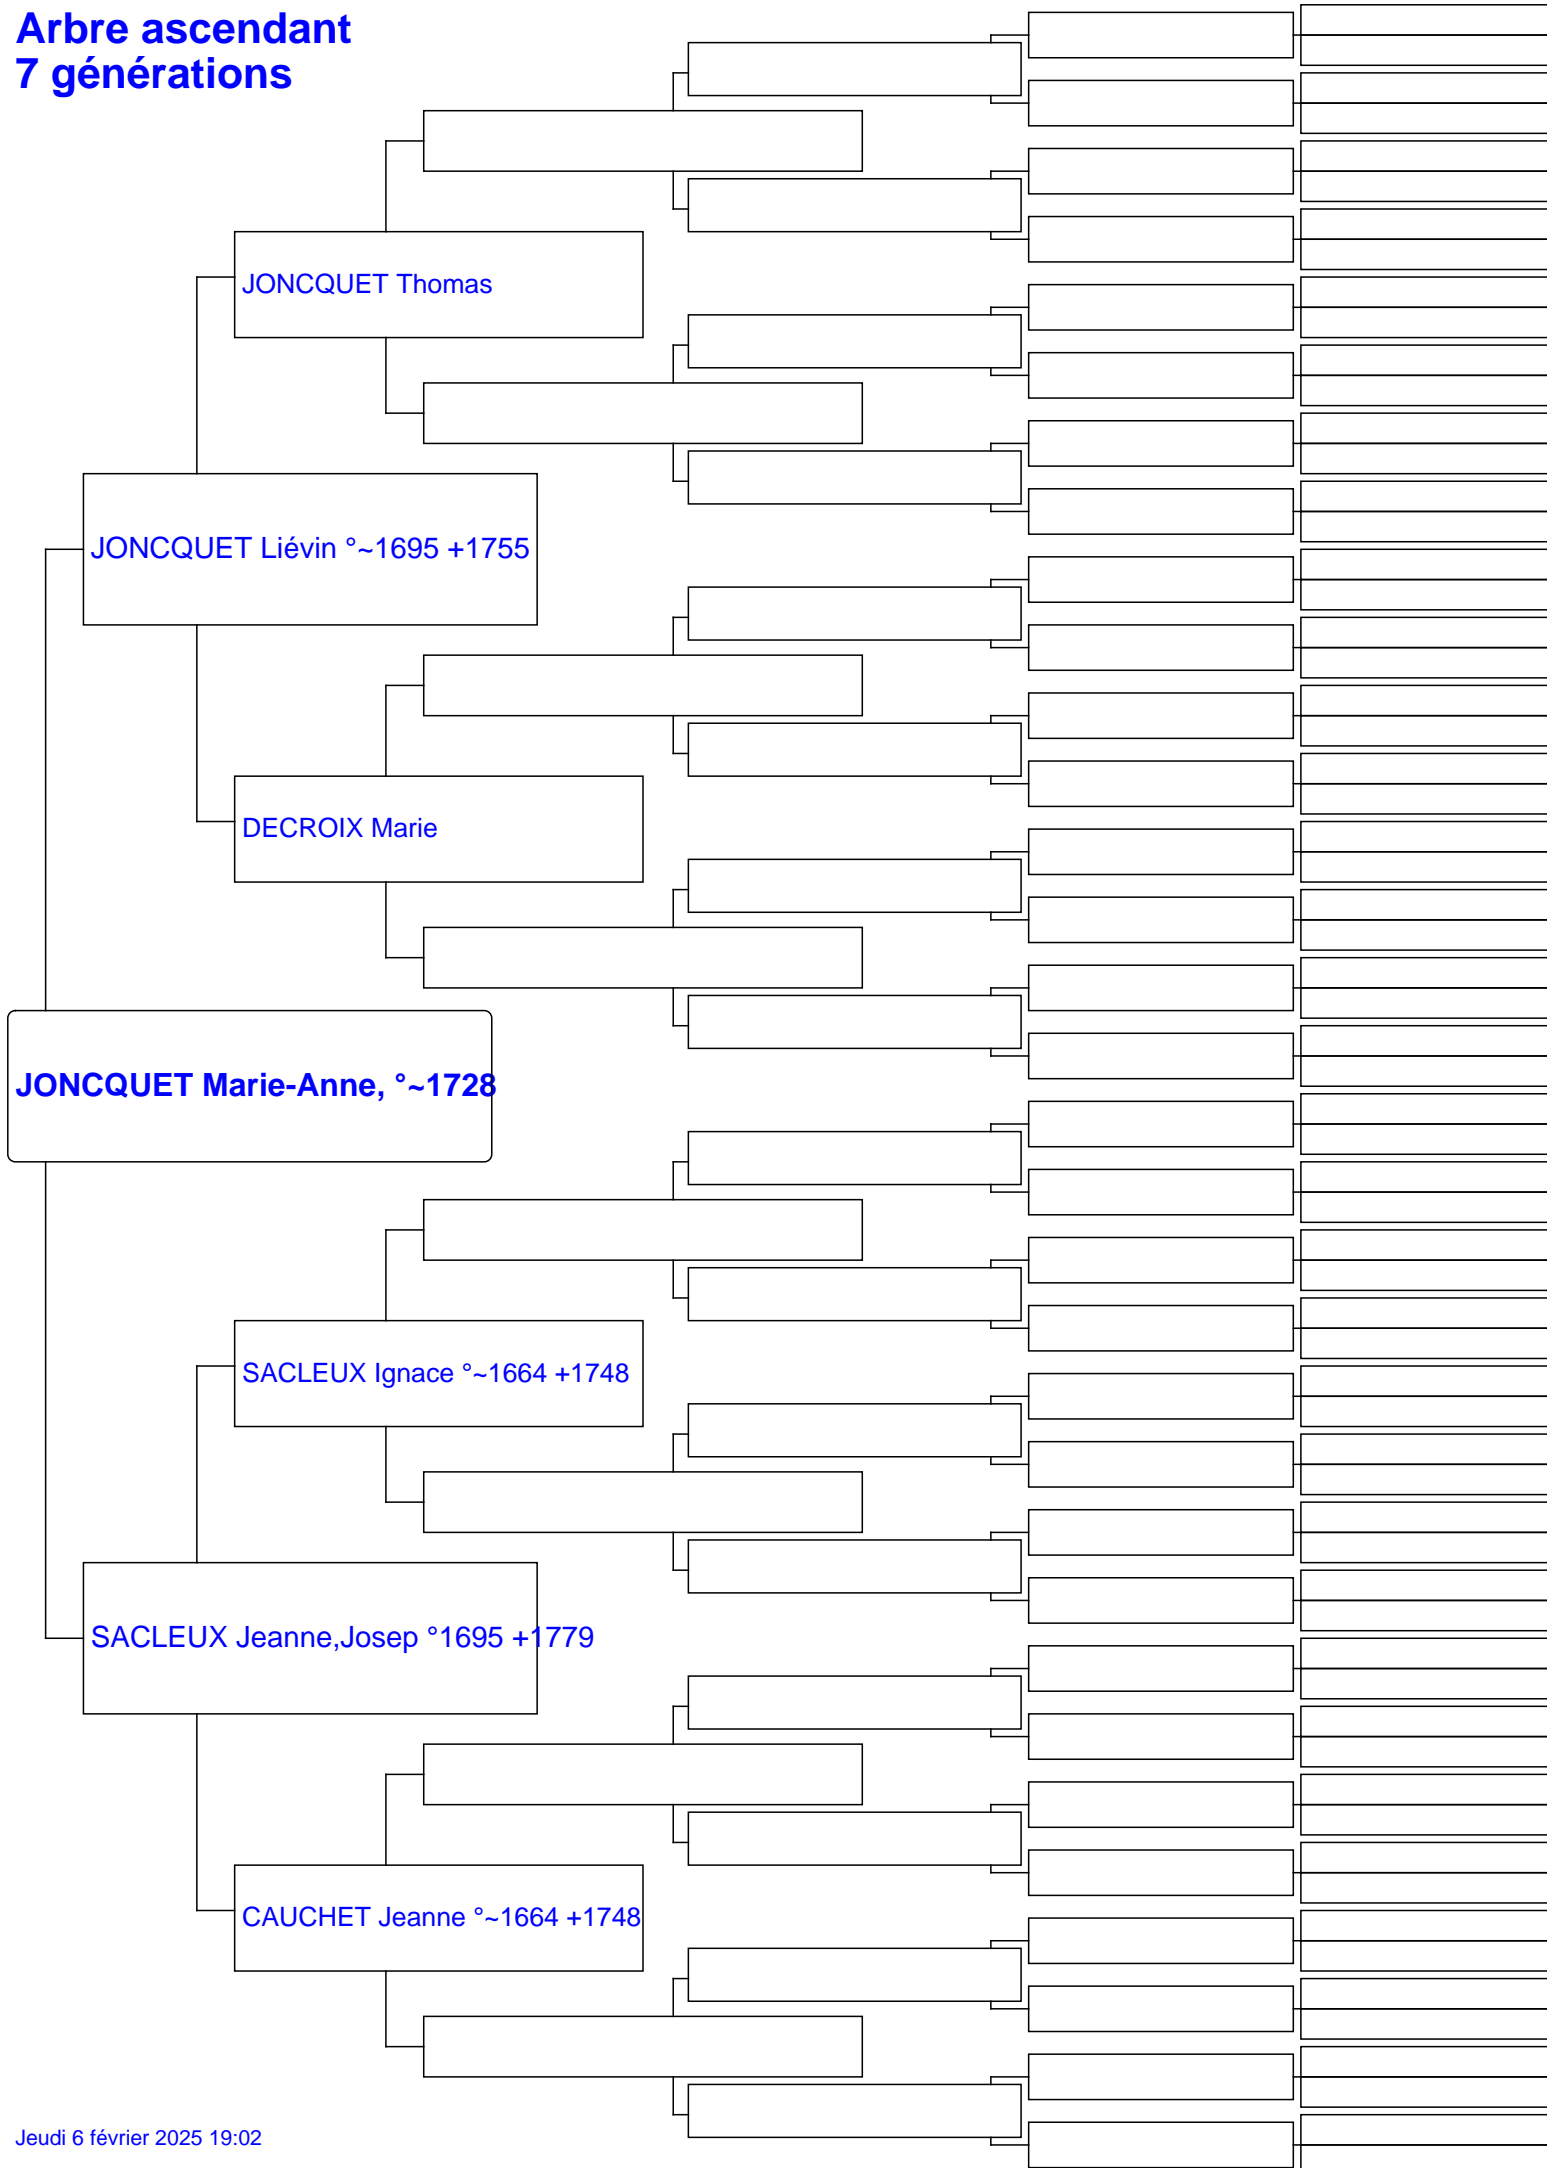 Arbre ascendant
7 générations
JONCQUET Thomas
JONCQUET Liévin °~1695 +1755
DECROIX Marie
JONCQUET Marie-Anne, °~1728
SACLEUX Ignace °~1664 +1748
SACLEUX Jeanne,Josep °1695 +1779
CAUCHET Jeanne °~1664 +1748
Jeudi 6 février 2025 19:02